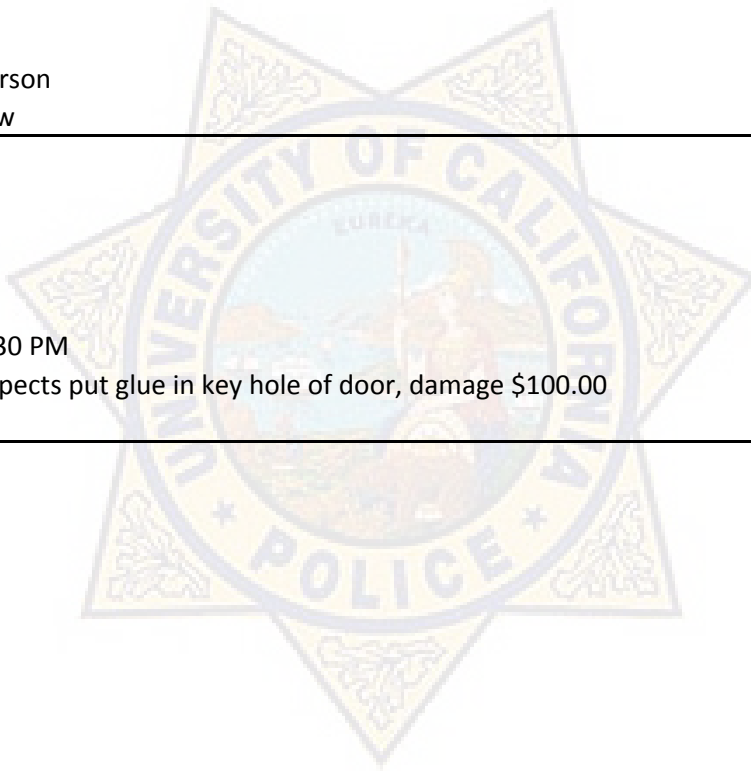 rson
w
30 PM
pects put glue in key hole of door, damage $100.00
UNIVERSITY OF CALIFORNIA
EUREKA
POLICE